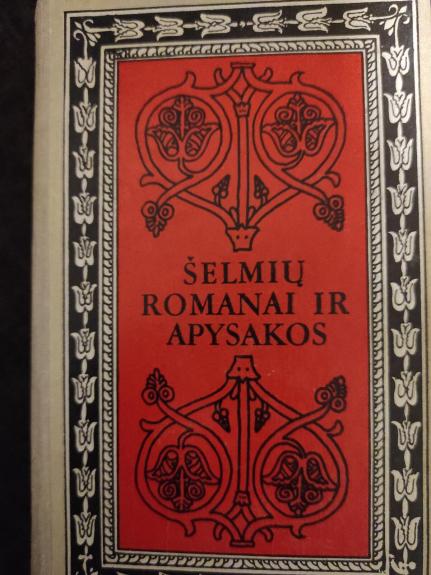 ŠELMIŲ
ROMANAI IR
APYSAKOS